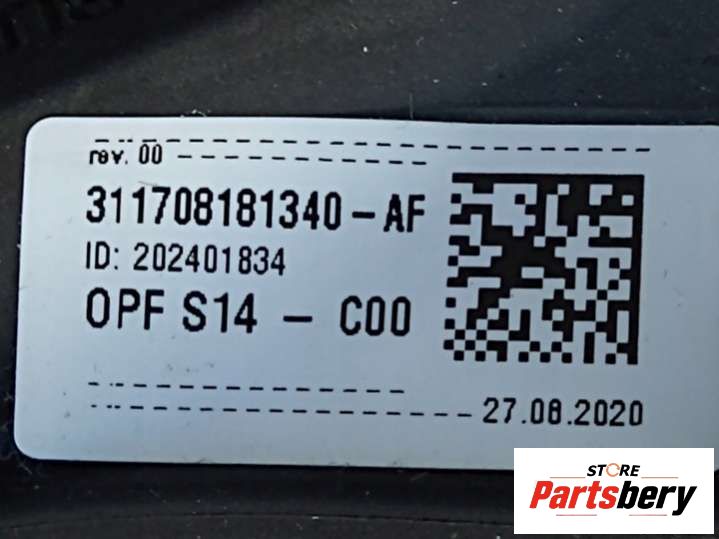 rev. 00
311708181340-AF
ID: 202401834
OPF S14 - C00
27.08.2020
STORE
Partsbery